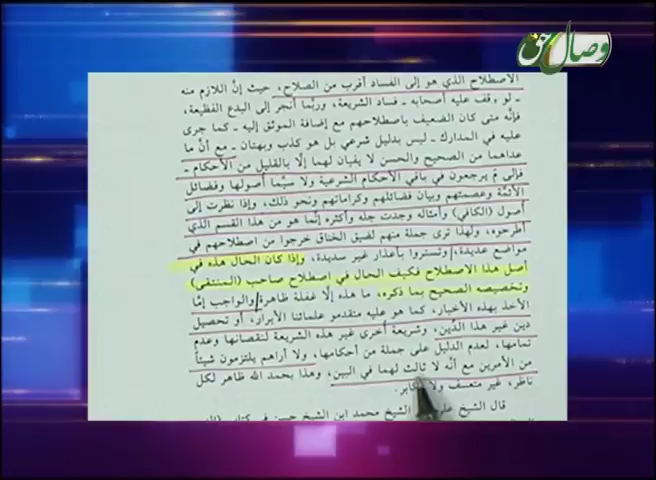 وصال حق
الاصطلاح الذي هو إلى الفساد أقرب من الصلاح، حيث إنَّ اللازم منه
ـ لو وقف عليه أصحابه ـ فساد الشريعة، وربَّما انجر إلى البدع الفظيعة،
فإنَّه متى كان الضعيف باصطلاحهم مع إضافة الموثق إليه ـ كما جرى
عليه في المدارك ـ ليس بدليل شرعي بل هو كذب وبهتان ـ مع أنَّ ما
عداهما من الصحيح والحسن لا يفيان لهما إلَّا بالقليل من الأحكام ـ
فإلى مَ يرجعون في باقي الأحكام الشرعية ولا سيَّما أصولها وفضائل
الأئمَّة وعصمتهم وبيان فضائلهم وكراماتهم ونحو ذلك، وإذا نظرت إلى
أصول (الكافي) وأمثاله وجدت جله وأكثره إنَّما هو من هذا القسم الذي
أطرحوه، ولهذا ترى جملة منهم لضيق الخناق خرجوا من اصطلاحهم في
مواضع عديدة، وتستروا بأعذار غير سديدة، وإذا كان الحال هذه في
أصل هذا الاصطلاح فكيف الحال في اصطلاح صاحب (المنتقى)
وتخصيصه الصحيح بما ذكره، ما هذه إلَّا غفلة ظاهرة والواجب إمَّا
الأخذ بهذه الأخبار، كما هو عليه متقدمو علمائنا الأبرار، أو تحصيل
دين غير هذا الدِّين، وشريعة أخرى غير هذه الشريعة لنقصانها وعدم
تمامها، لعدم الدليل على جملة من أحكامها، ولا أراهم يلتزمون شيئاً
من الأمرين مع أنَّه لا ثالث لهما في البين، وهذا بحمد الله ظاهر لكل
ناظر، غير متعسف ولا مكابر.
قال الشيخ علي الشيخ محمد ابن الشيخ حسن في